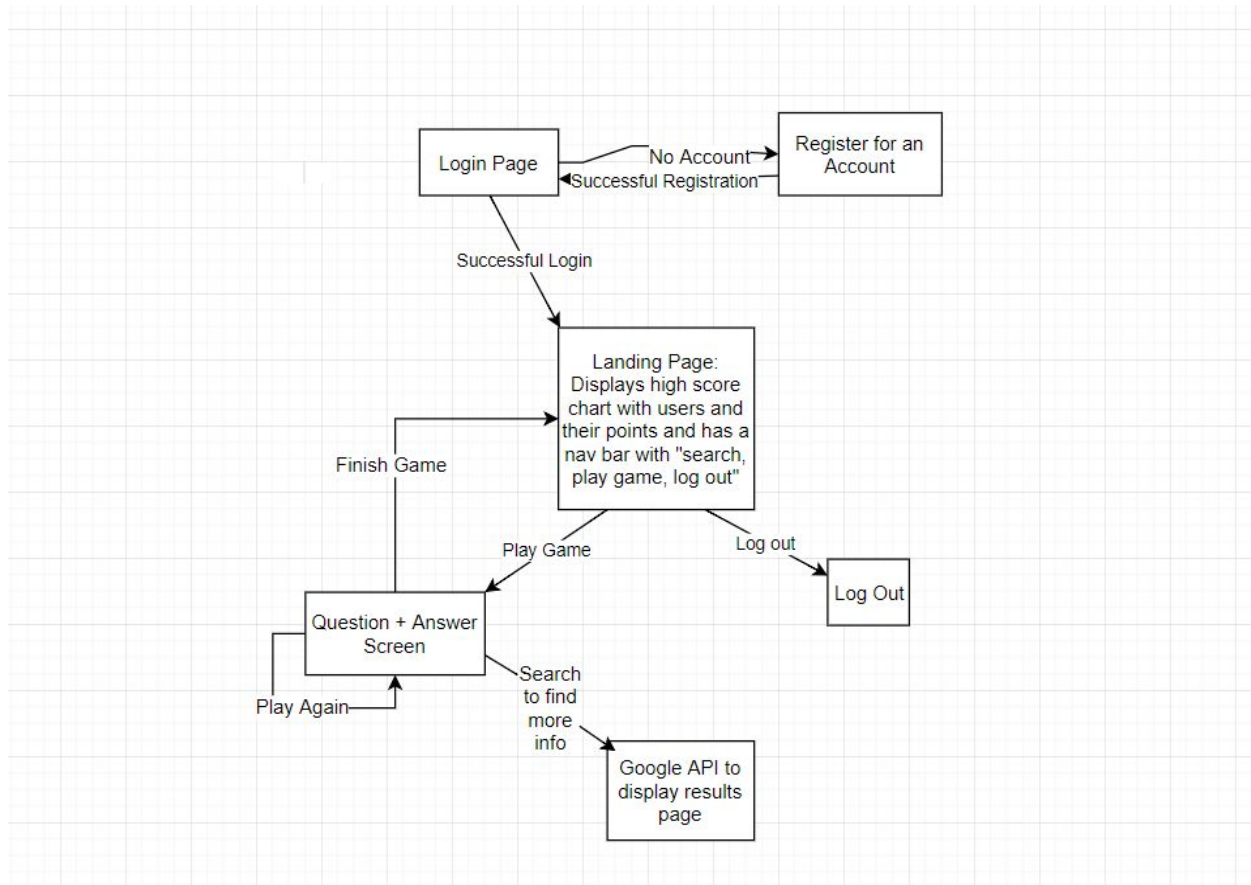 Login Page
No Account
Successful Registration
Register for an
Account
Successful Login
Landing Page:
Displays high score
chart with users and
their points and has a
nav bar with "search,
play game, log out"
Finish Game
Play Game
Log out
Log Out
Question + Answer
Screen
Play Again
Search
to find
more
info
Google API to
display results
page